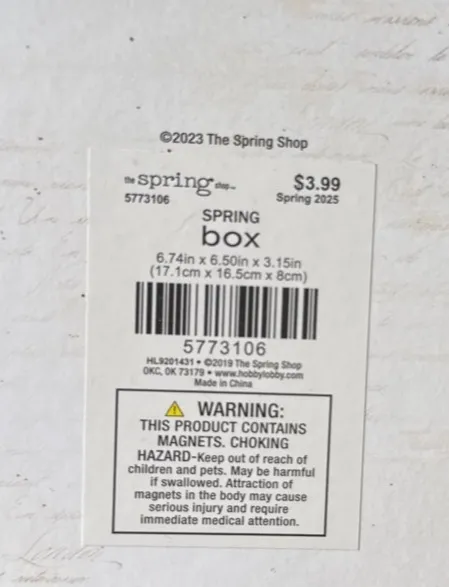 ©2023 The Spring Shop
the spring shop™ $3.99
5773106 Spring 2025
SPRING
box
6.74in x 6.50in x 3.15in
(17.1cm x 16.5cm x 8cm)
5773106
HL9201431 • ©2019 The Spring Shop
OKC, OK 73179 • www.hobbylobby.com
Made in China
WARNING:
THIS PRODUCT CONTAINS
MAGNETS. CHOKING
HAZARD-Keep out of reach of
children and pets. May be harmful
if swallowed. Attraction of
magnets in the body may cause
serious injury and require
immediate medical attention.